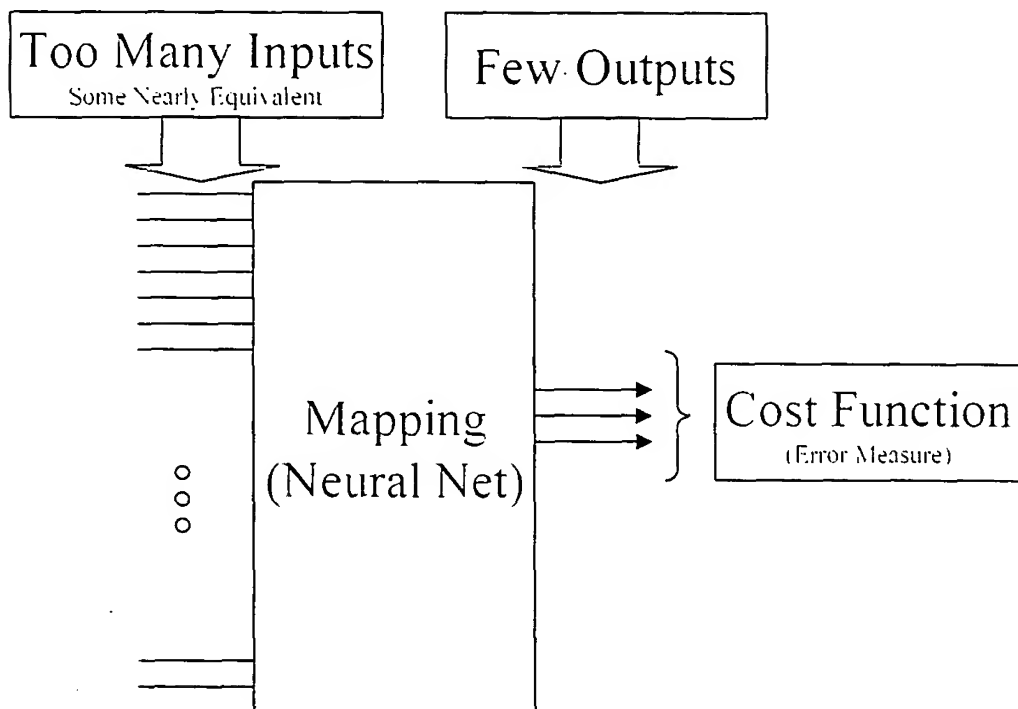 Too Many Inputs
Some Nearly Equivalent
Few Outputs
Mapping
(Neural Net)
Cost Function
(Error Measure)